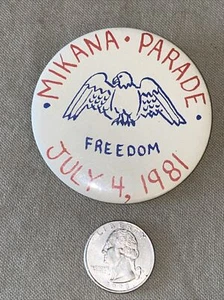 • MIKANA • PARADE •
FREEDOM
JULY 4, 1981